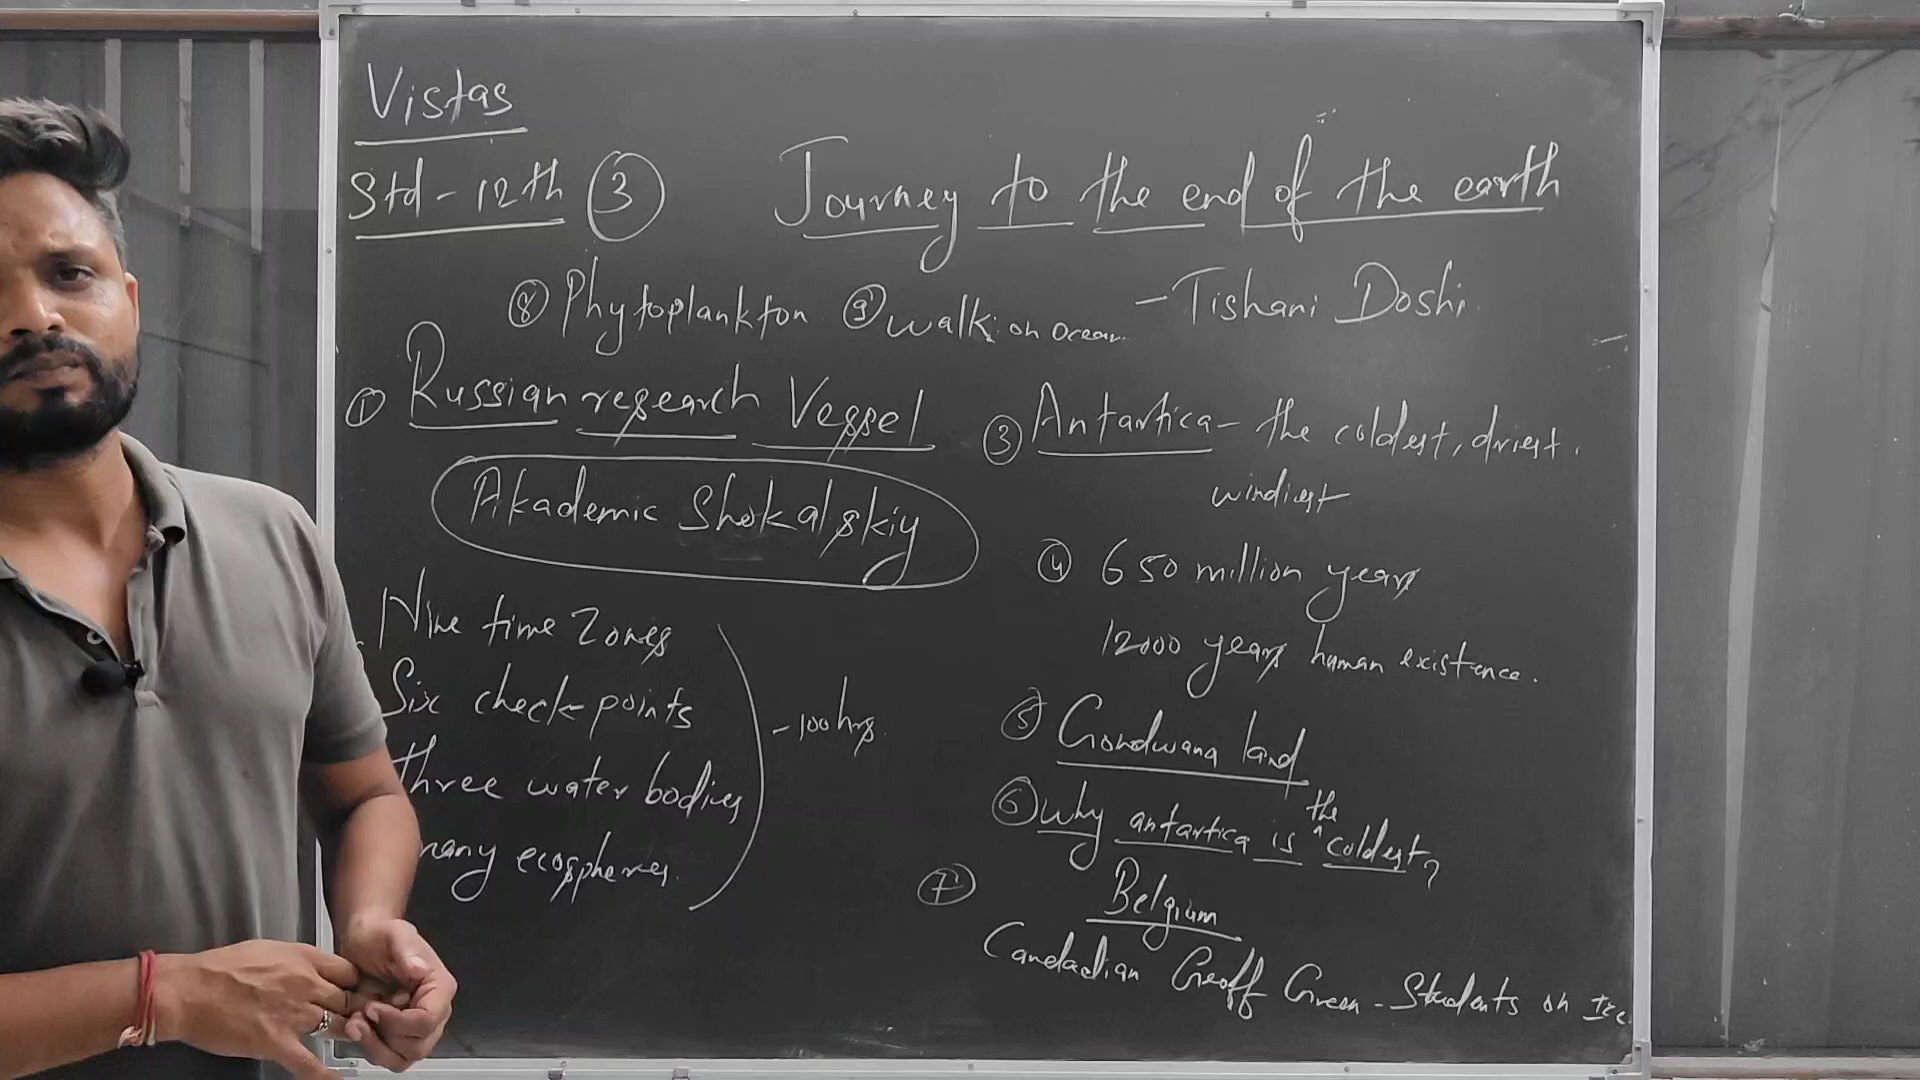 Vistas
Std - 12th ③ Journey to the end of the earth
⑧ Phytoplankton ⑨ walk on ocean - Tishani Doshi
① Russian research Vessel
Akademic Shokalskiy
Nine time Zones
Six check points
three water bodies
many ecospheres.
- 100 hrs.
③ Antartica - the coldest, driest,
windiest
④ 650 million years
12000 years human existence.
⑤ Gondwana land
⑥ Why antartica is the coldest?
⑦ Belgium
Candadian Geoff Green - Students on Ice